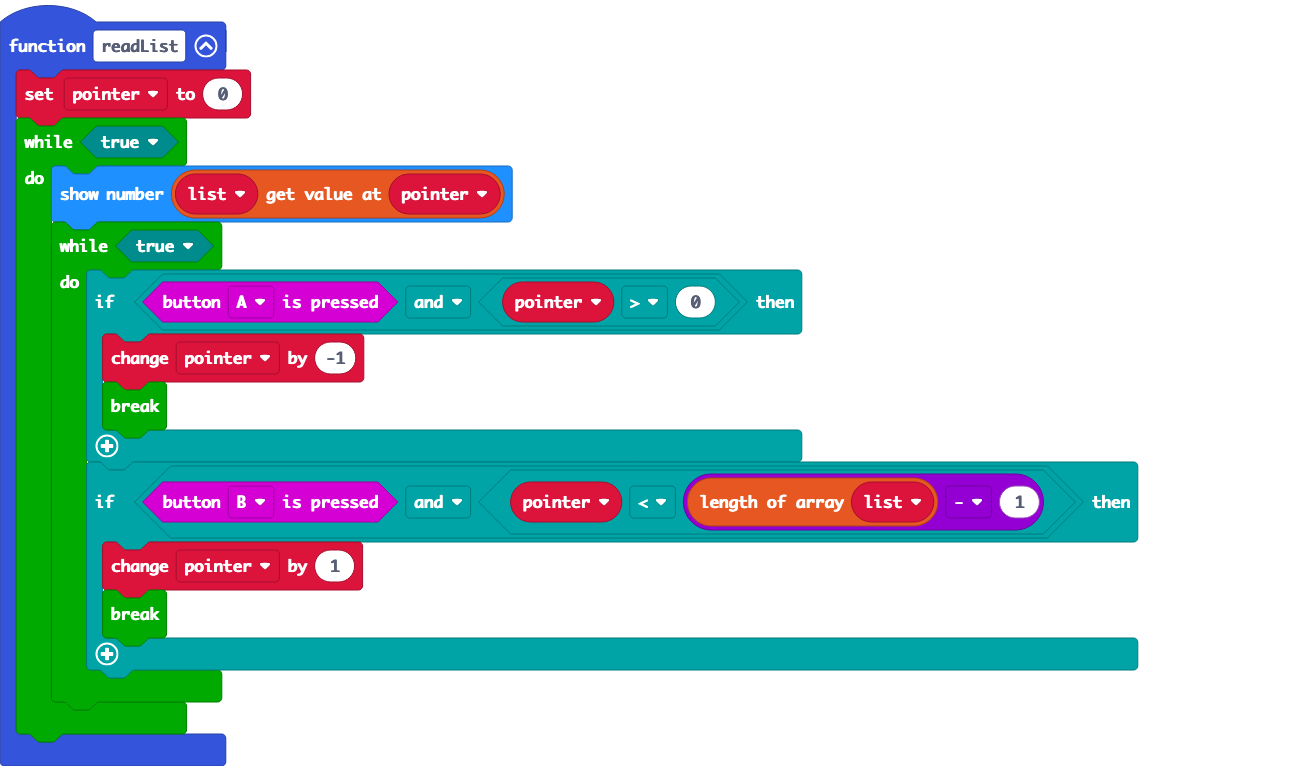 function readList
set pointer to 0
while true
do
show number list get value at pointer
while true
do
if button A is pressed and pointer > 0 then
change pointer by -1
break
if button B is pressed and pointer < length of array list - 1 then
change pointer by 1
break